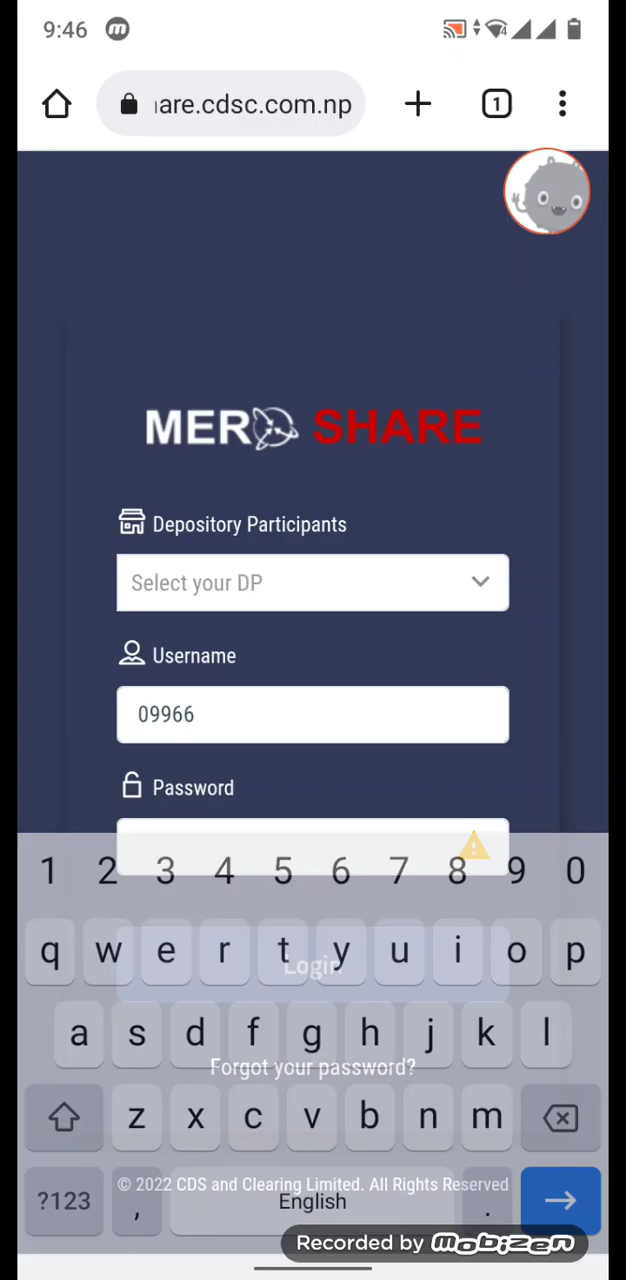 9:46
are.cdsc.com.np
1
MERO SHARE
Depository Participants
Select your DP
Username
09966
Password
1 2 3 4 5 6 7 8 9 0
q w e r t y u i o p
Login
a s d f g h j k l
Forgot your password?
z x c v b n m
© 2022 CDS and Clearing Limited. All Rights Reserved
?123 , English .
Recorded by mobizen